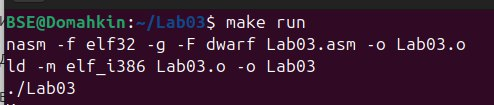 BSE@Domahkin:~/Lab03$ make run
nasm -f elf32 -g -F dwarf Lab03.asm -o Lab03.o
ld -m elf_i386 Lab03.o -o Lab03
./Lab03